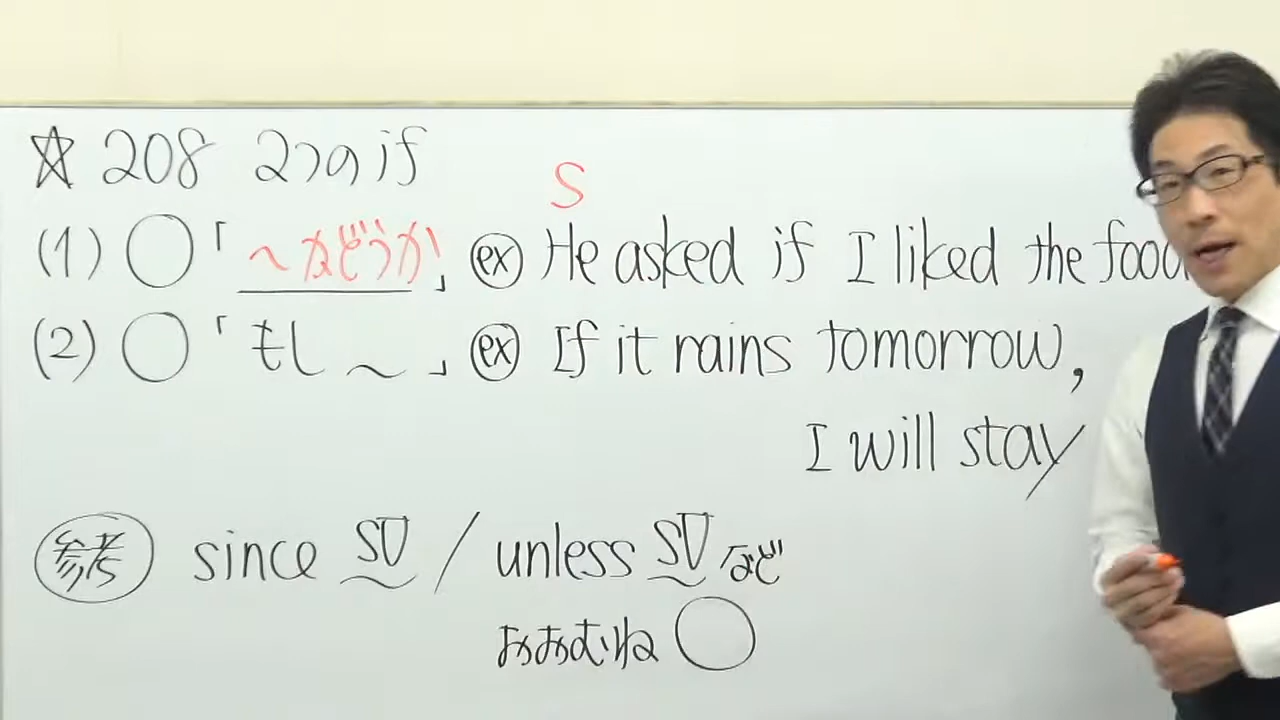 ☆ 208 2つのif
S
(1) ○「~かどうか」 ex He asked if I liked the food
(2) ○「もし~」 ex If it rains tomorrow,
I will stay
参考 since SV / unless SV など
おおむね ○